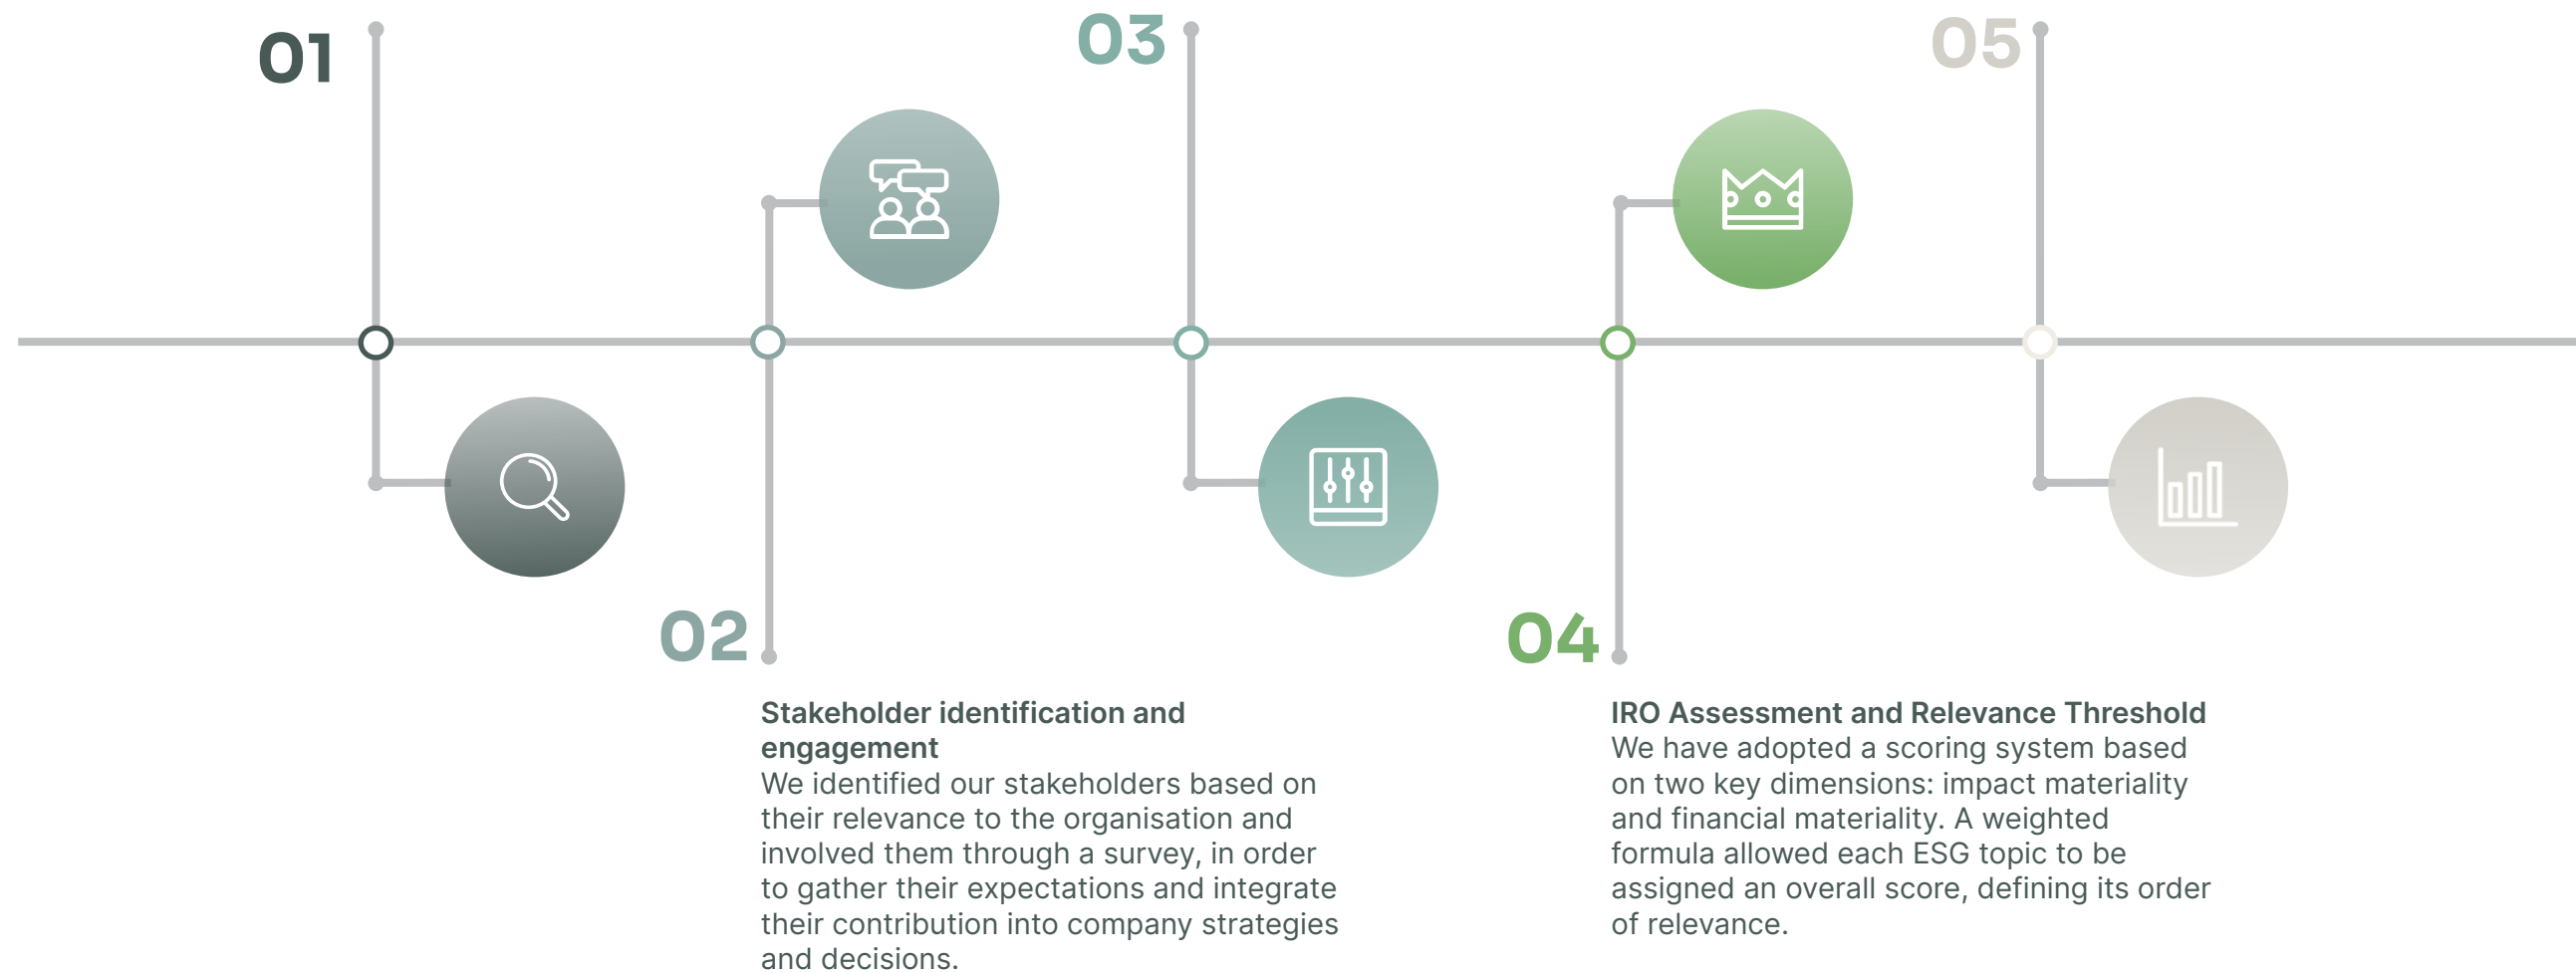 01
03
05
02
04
Stakeholder identification and
engagement
We identified our stakeholders based on
their relevance to the organisation and
involved them through a survey, in order
to gather their expectations and integrate
their contribution into company strategies
and decisions.
IRO Assessment and Relevance Threshold
We have adopted a scoring system based
on two key dimensions: impact materiality
and financial materiality. A weighted
formula allowed each ESG topic to be
assigned an overall score, defining its order
of relevance.